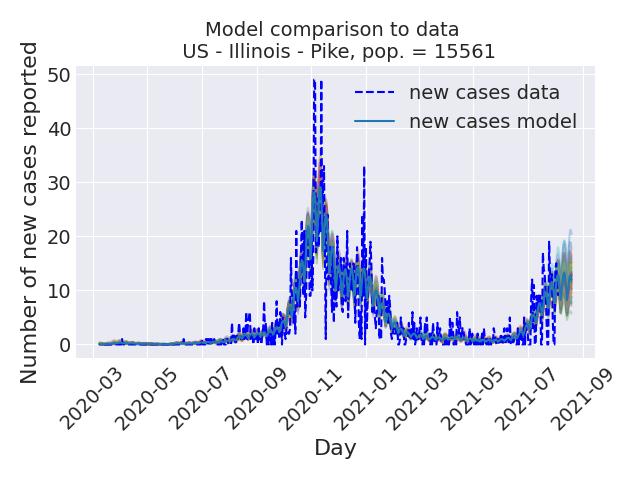 Model comparison to data
US - Illinois - Pike, pop. = 15561
Number of new cases reported
50
40
30
20
10
0
new cases data
new cases model
2020-03
2020-05
2020-07
2020-09
2020-11
2021-01
2021-03
2021-05
2021-07
2021-09
Day